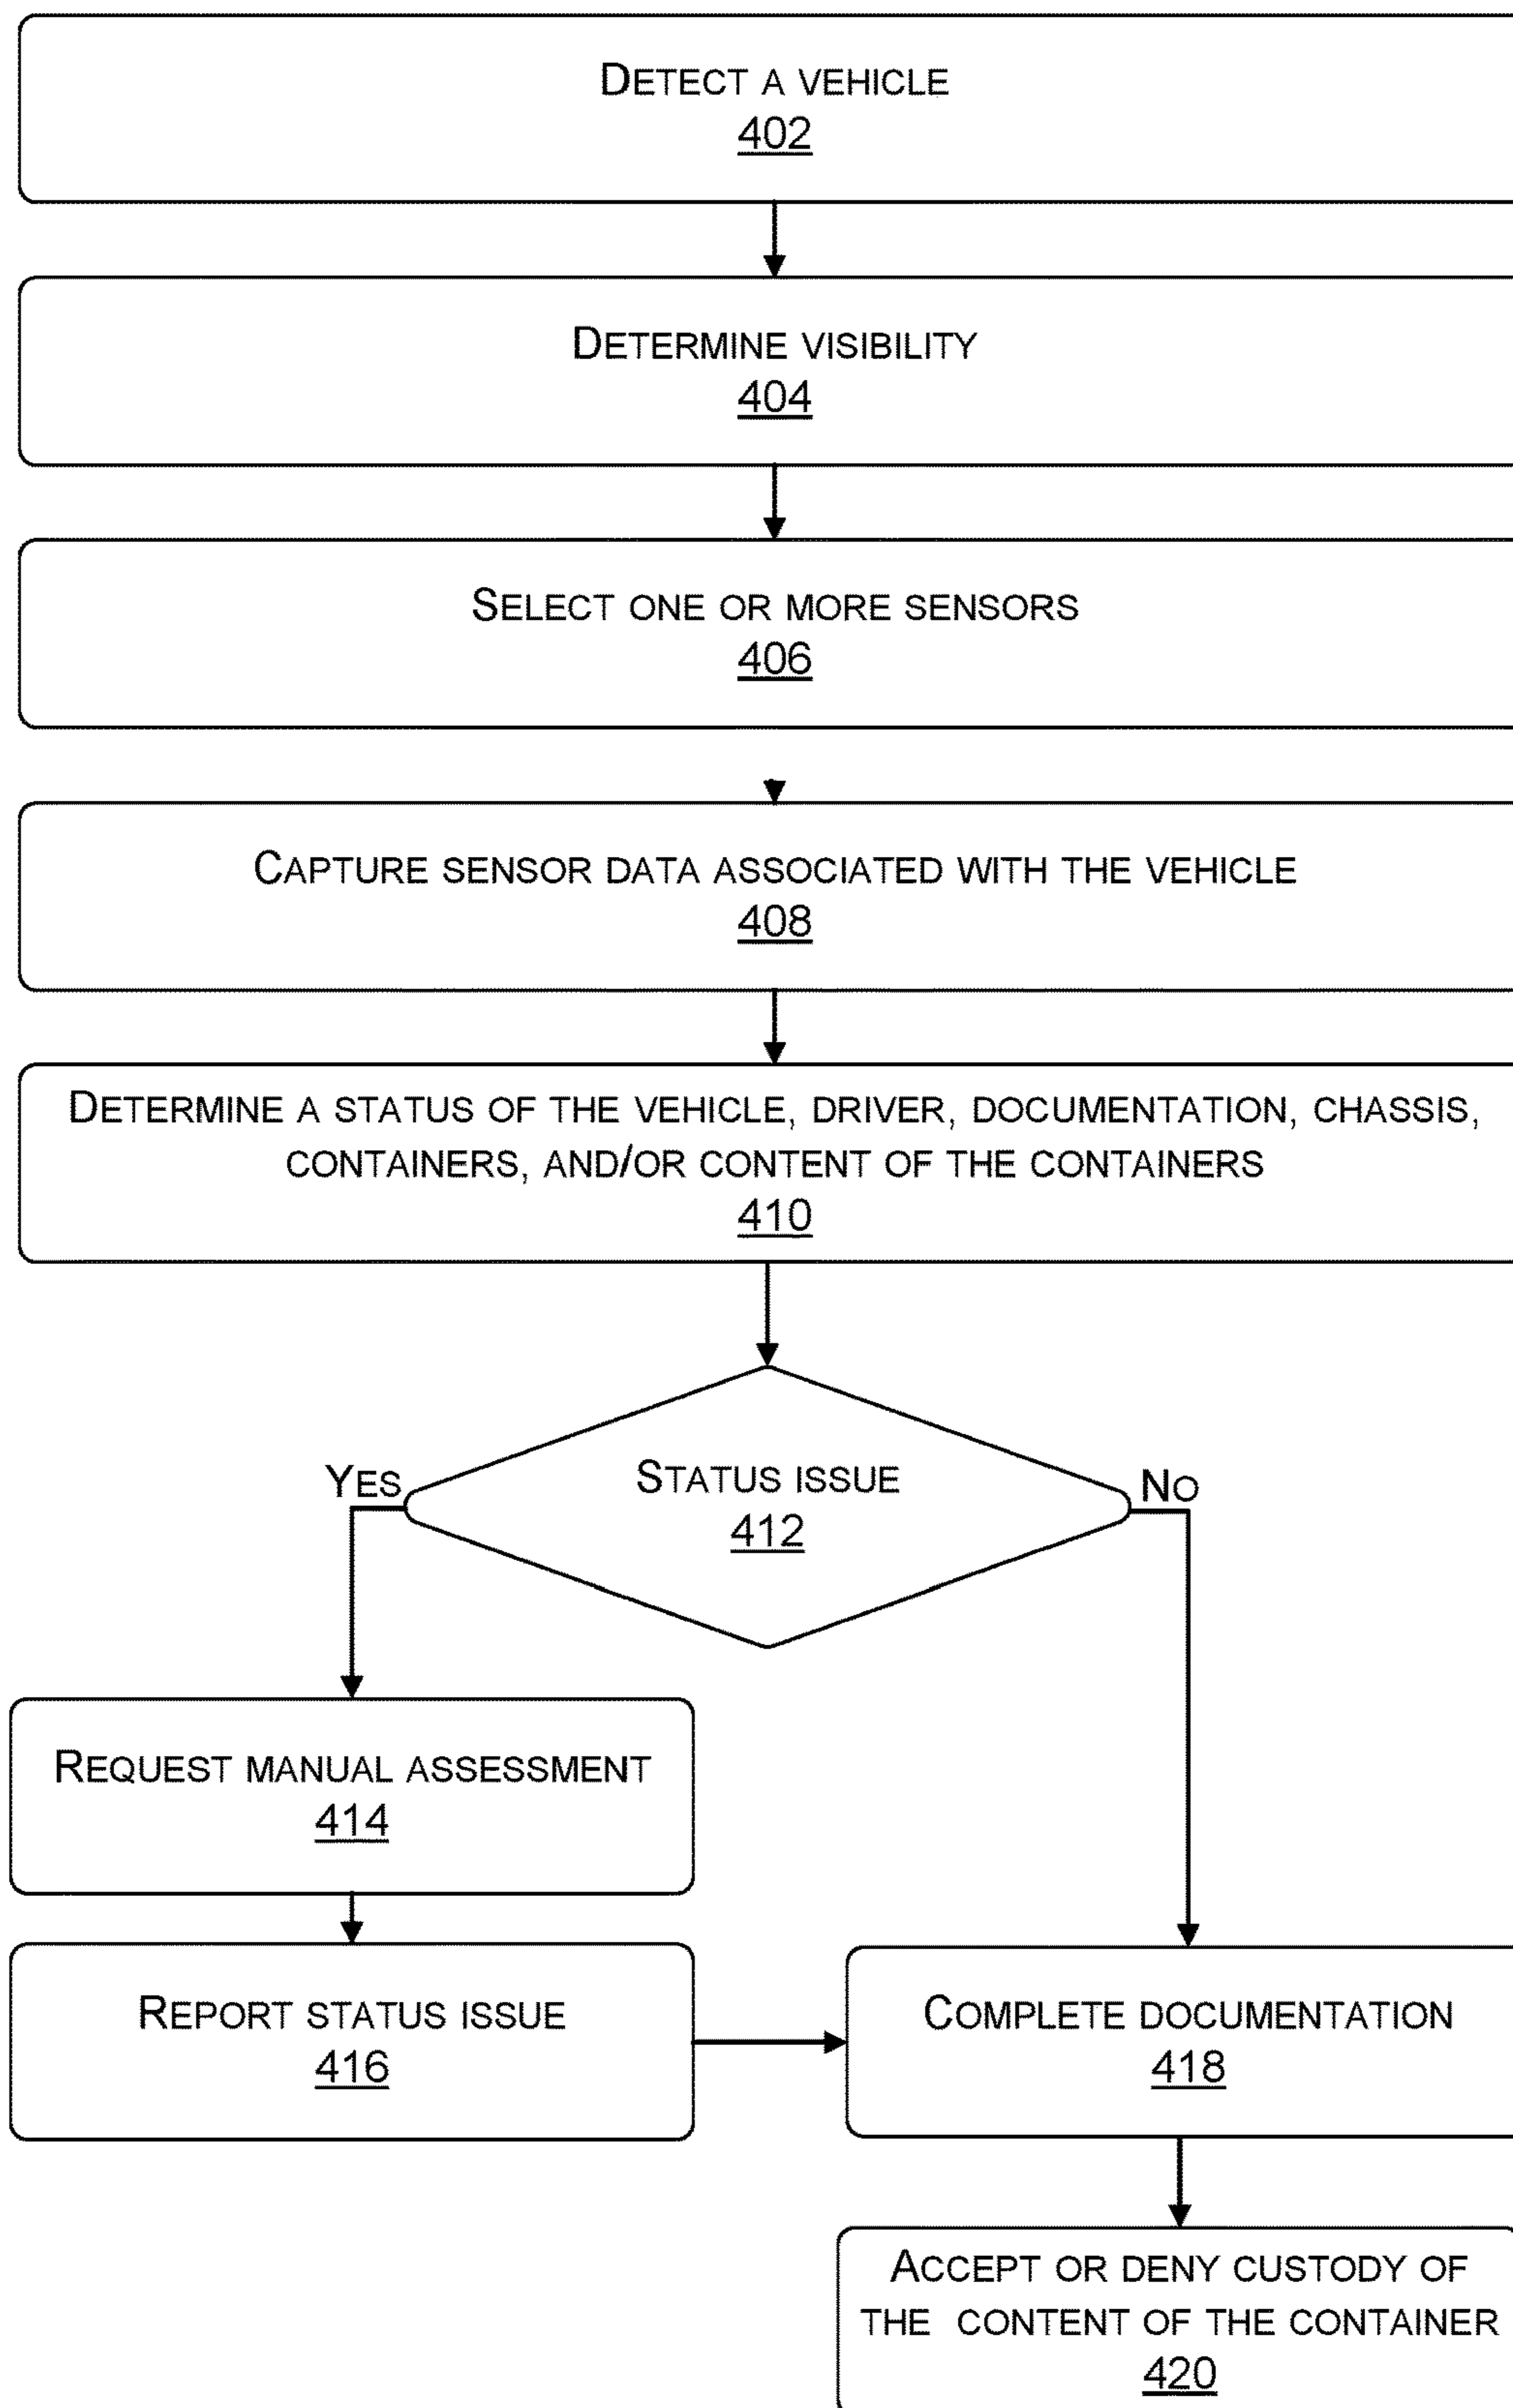 DETECT A VEHICLE
402
DETERMINE VISIBILITY
404
SELECT ONE OR MORE SENSORS
406
CAPTURE SENSOR DATA ASSOCIATED WITH THE VEHICLE
408
DETERMINE A STATUS OF THE VEHICLE, DRIVER, DOCUMENTATION, CHASSIS,
CONTAINERS, AND/OR CONTENT OF THE CONTAINERS
410
STATUS ISSUE
412
YES
NO
REQUEST MANUAL ASSESSMENT
414
REPORT STATUS ISSUE
416
COMPLETE DOCUMENTATION
418
ACCEPT OR DENY CUSTODY OF
THE CONTENT OF THE CONTAINER
420